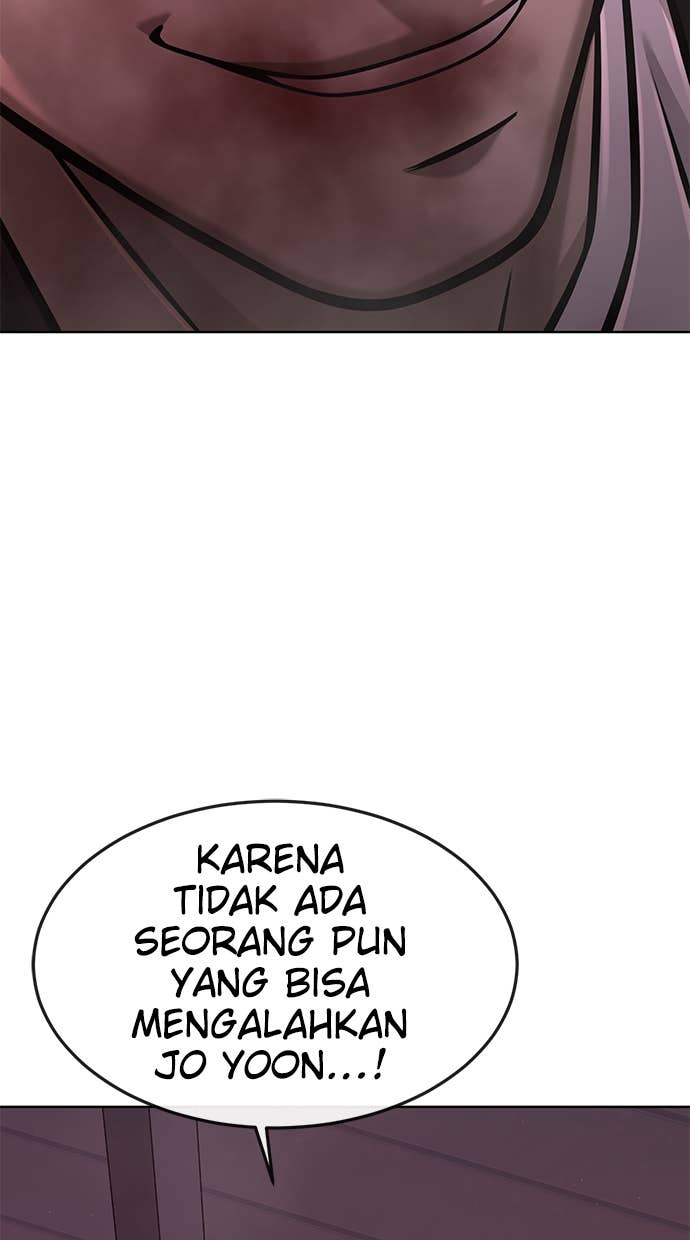 KARENA
TIDAK ADA
SEORANG PUN
YANG BISA
MENGALAHKAN
JO YOON...!